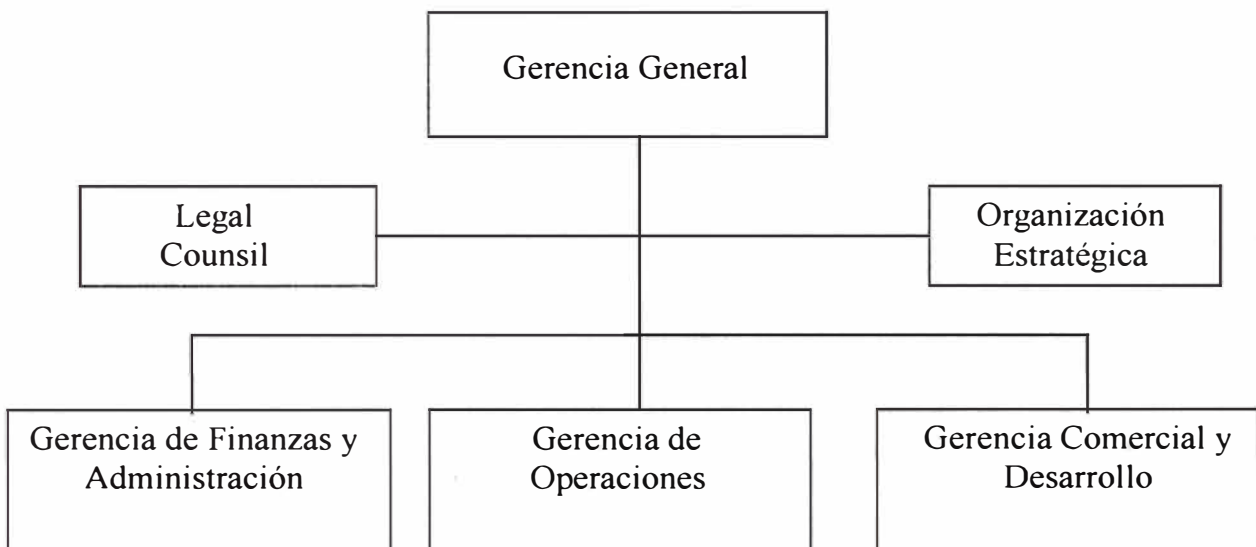 Gerencia General
Legal
Counsil
Organización
Estratégica
Gerencia de Finanzas y
Administración
Gerencia de
Operaciones
Gerencia Comercial y
Desarrollo